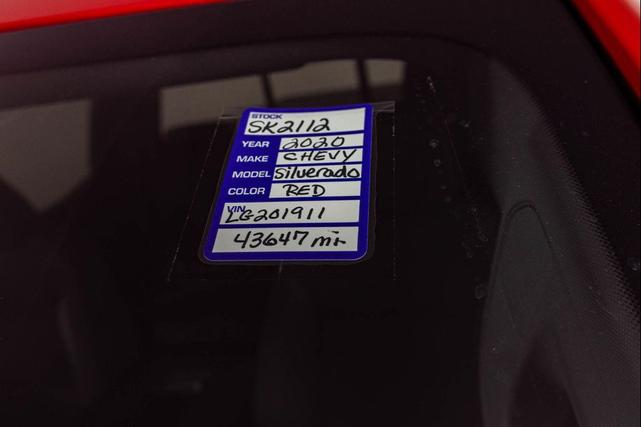 STOCK
SK2112
YEAR 2020
MAKE CHEVY
MODEL Silverado
COLOR RED
VIN
LG201911
43647 mi